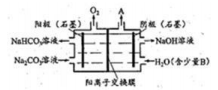 阳极(石墨)
O₂
A
阴极(石墨)
NaHCO₃溶液
NaOH溶液
Na₂CO₃溶液
H₂O(含少量B)
阳离子交换膜